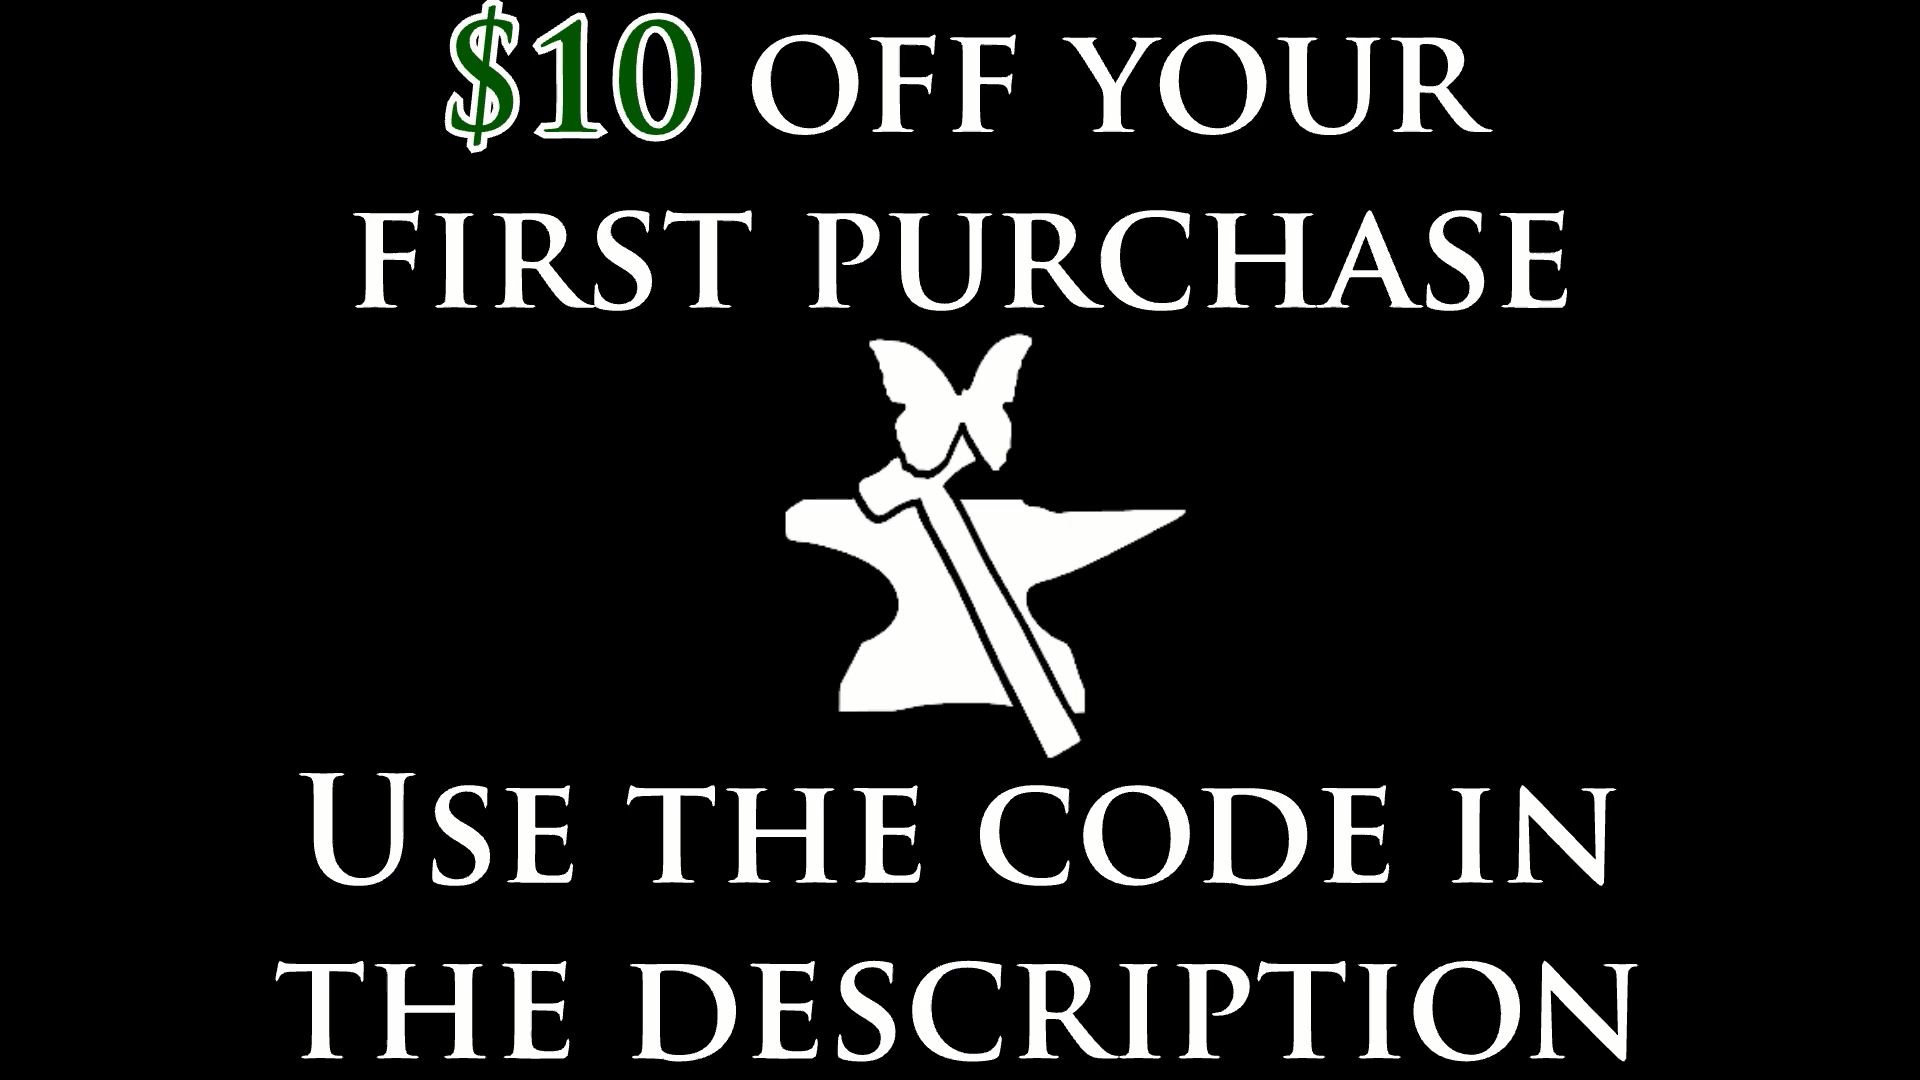 $10 OFF YOUR
FIRST PURCHASE
USE THE CODE IN
THE DESCRIPTION